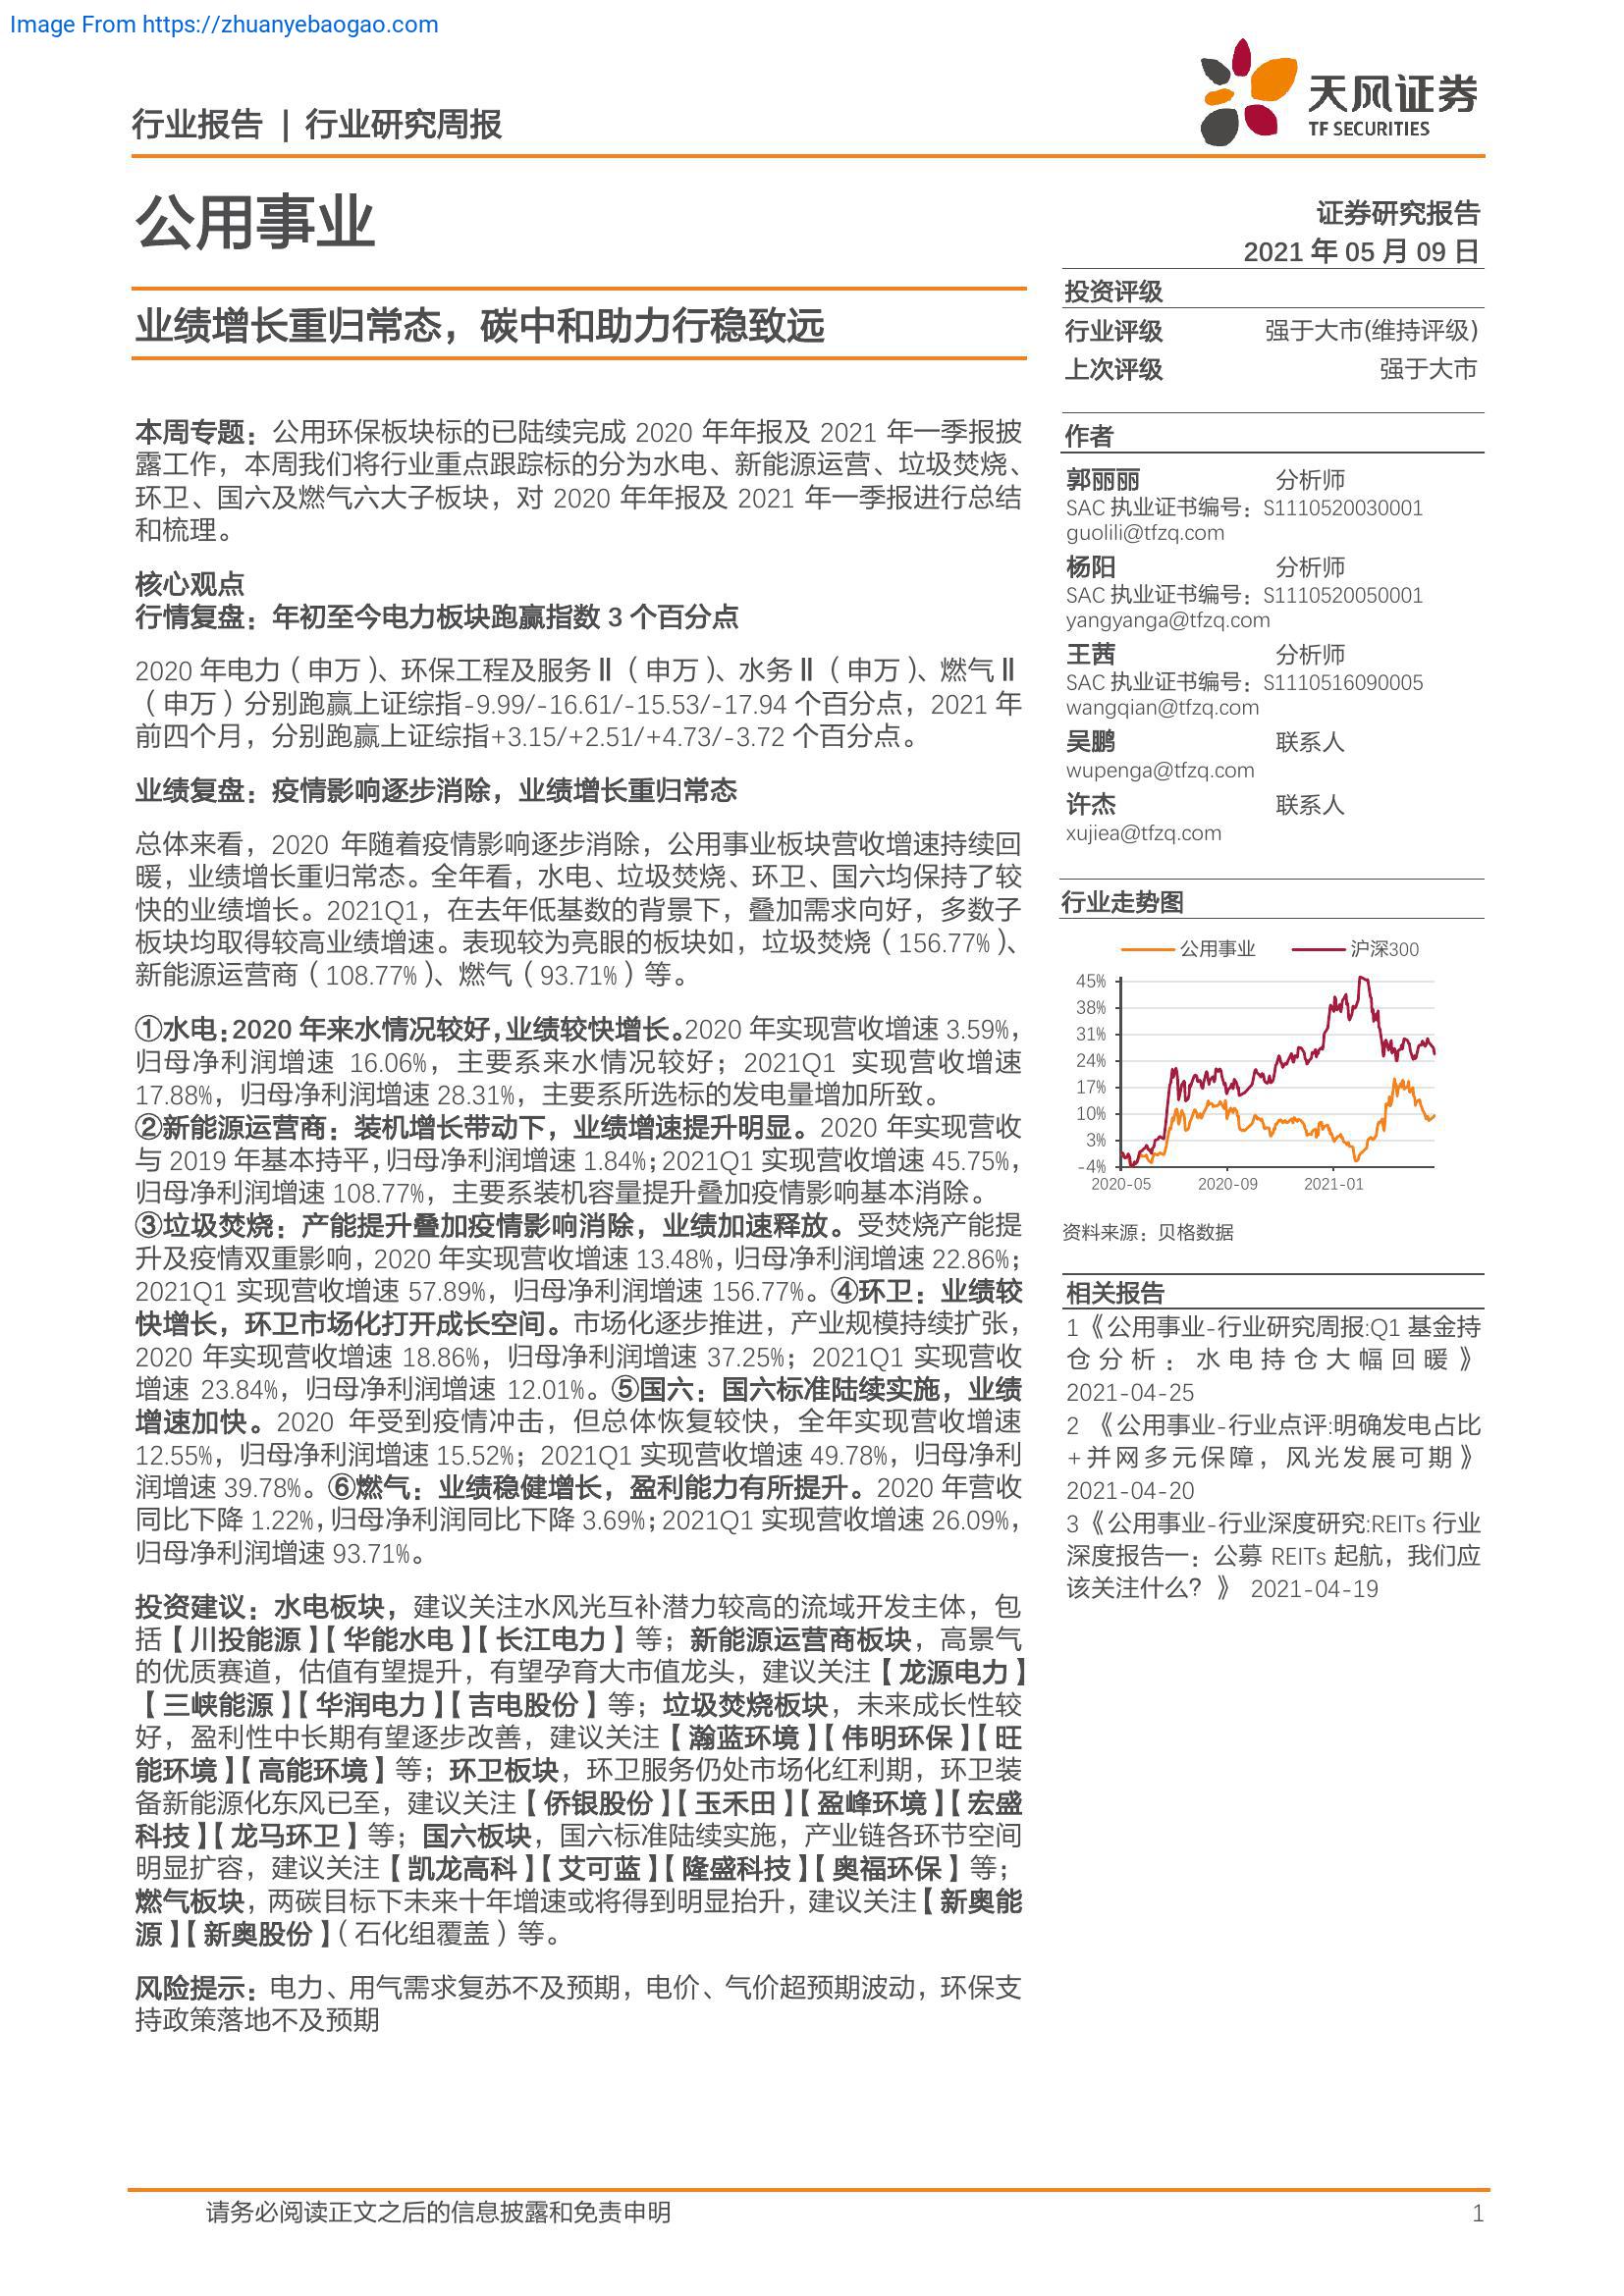 Image From https://zhuanyebaogao.com
行业报告 | 行业研究周报
天风证券
TF SECURITIES
公用事业
证券研究报告
2021 年 05 月 09 日
业绩增长重归常态，碳中和助力行稳致远
投资评级
行业评级 强于大市(维持评级)
上次评级 强于大市
本周专题：公用环保板块标的已陆续完成 2020 年年报及 2021 年一季报披
露工作，本周我们将行业重点跟踪标的分为水电、新能源运营、垃圾焚烧、
环卫、国六及燃气六大子板块，对 2020 年年报及 2021 年一季报进行总结
和梳理。
核心观点
行情复盘：年初至今电力板块跑赢指数 3 个百分点
2020 年电力（申万）、环保工程及服务Ⅱ（申万）、水务Ⅱ（申万）、燃气Ⅱ
（申万）分别跑赢上证综指-9.99/-16.61/-15.53/-17.94 个百分点，2021 年
前四个月，分别跑赢上证综指+3.15/+2.51/+4.73/-3.72 个百分点。
业绩复盘：疫情影响逐步消除，业绩增长重归常态
总体来看，2020 年随着疫情影响逐步消除，公用事业板块营收增速持续回
暖，业绩增长重归常态。全年看，水电、垃圾焚烧、环卫、国六均保持了较
快的业绩增长。2021Q1，在去年低基数的背景下，叠加需求向好，多数子
板块均取得较高业绩增速。表现较为亮眼的板块如，垃圾焚烧（156.77%）、
新能源运营商（108.77%）、燃气（93.71%）等。
①水电：2020 年来水情况较好，业绩较快增长。2020 年实现营收增速 3.59%，
归母净利润增速 16.06%，主要系来水情况较好；2021Q1 实现营收增速
17.88%，归母净利润增速 28.31%，主要系所选标的发电量增加所致。
②新能源运营商：装机增长带动下，业绩增速提升明显。2020 年实现营收
与 2019 年基本持平，归母净利润增速 1.84%；2021Q1 实现营收增速 45.75%，
归母净利润增速 108.77%，主要系装机容量提升叠加疫情影响基本消除。
③垃圾焚烧：产能提升叠加疫情影响消除，业绩加速释放。受焚烧产能提
升及疫情双重影响，2020 年实现营收增速 13.48%，归母净利润增速 22.86%；
2021Q1 实现营收增速 57.89%，归母净利润增速 156.77%。④环卫：业绩较
快增长，环卫市场化打开成长空间。市场化逐步推进，产业规模持续扩张，
2020 年实现营收增速 18.86%，归母净利润增速 37.25%；2021Q1 实现营收
增速 23.84%，归母净利润增速 12.01%。⑤国六：国六标准陆续实施，业绩
增速加快。2020 年受到疫情冲击，但总体恢复较快，全年实现营收增速
12.55%，归母净利润增速 15.52%；2021Q1 实现营收增速 49.78%，归母净利
润增速 39.78%。⑥燃气：业绩稳健增长，盈利能力有所提升。2020 年营收
同比下降 1.22%，归母净利润同比下降 3.69%；2021Q1 实现营收增速 26.09%，
归母净利润增速 93.71%。
投资建议：水电板块，建议关注水风光互补潜力较高的流域开发主体，包
括【川投能源】【华能水电】【长江电力】等；新能源运营商板块，高景气
的优质赛道，估值有望提升，有望孕育大市值龙头，建议关注【龙源电力】
【三峡能源】【华润电力】【吉电股份】等；垃圾焚烧板块，未来成长性较
好，盈利性中长期有望逐步改善，建议关注【瀚蓝环境】【伟明环保】【旺
能环境】【高能环境】等；环卫板块，环卫服务仍处市场化红利期，环卫装
备新能源化东风已至，建议关注【侨银股份】【玉禾田】【盈峰环境】【宏盛
科技】【龙马环卫】等；国六板块，国六标准陆续实施，产业链各环节空间
明显扩容，建议关注【凯龙高科】【艾可蓝】【隆盛科技】【奥福环保】等；
燃气板块，两碳目标下未来十年增速或将得到明显抬升，建议关注【新奥能
源】【新奥股份】（石化组覆盖）等。
风险提示：电力、用气需求复苏不及预期，电价、气价超预期波动，环保支
持政策落地不及预期
作者
郭丽丽 分析师
SAC 执业证书编号：S1110520030001
guolili@tfzq.com
杨阳 分析师
SAC 执业证书编号：S1110520050001
yangyanga@tfzq.com
王茜 分析师
SAC 执业证书编号：S1110516090005
wangqian@tfzq.com
吴鹏 联系人
wupenga@tfzq.com
许杰 联系人
xujiea@tfzq.com
行业走势图
公用事业 沪深300
45%
38%
31%
24%
17%
10%
3%
-4%
2020-05 2020-09 2021-01
资料来源：贝格数据
相关报告
1《公用事业-行业研究周报:Q1 基金持
仓分析：水电持仓大幅回暖》
2021-04-25
2 《公用事业-行业点评:明确发电占比
+并网多元保障，风光发展可期》
2021-04-20
3《公用事业-行业深度研究:REITs 行业
深度报告一：公募 REITs 起航，我们应
该关注什么？》 2021-04-19
请务必阅读正文之后的信息披露和免责申明 1